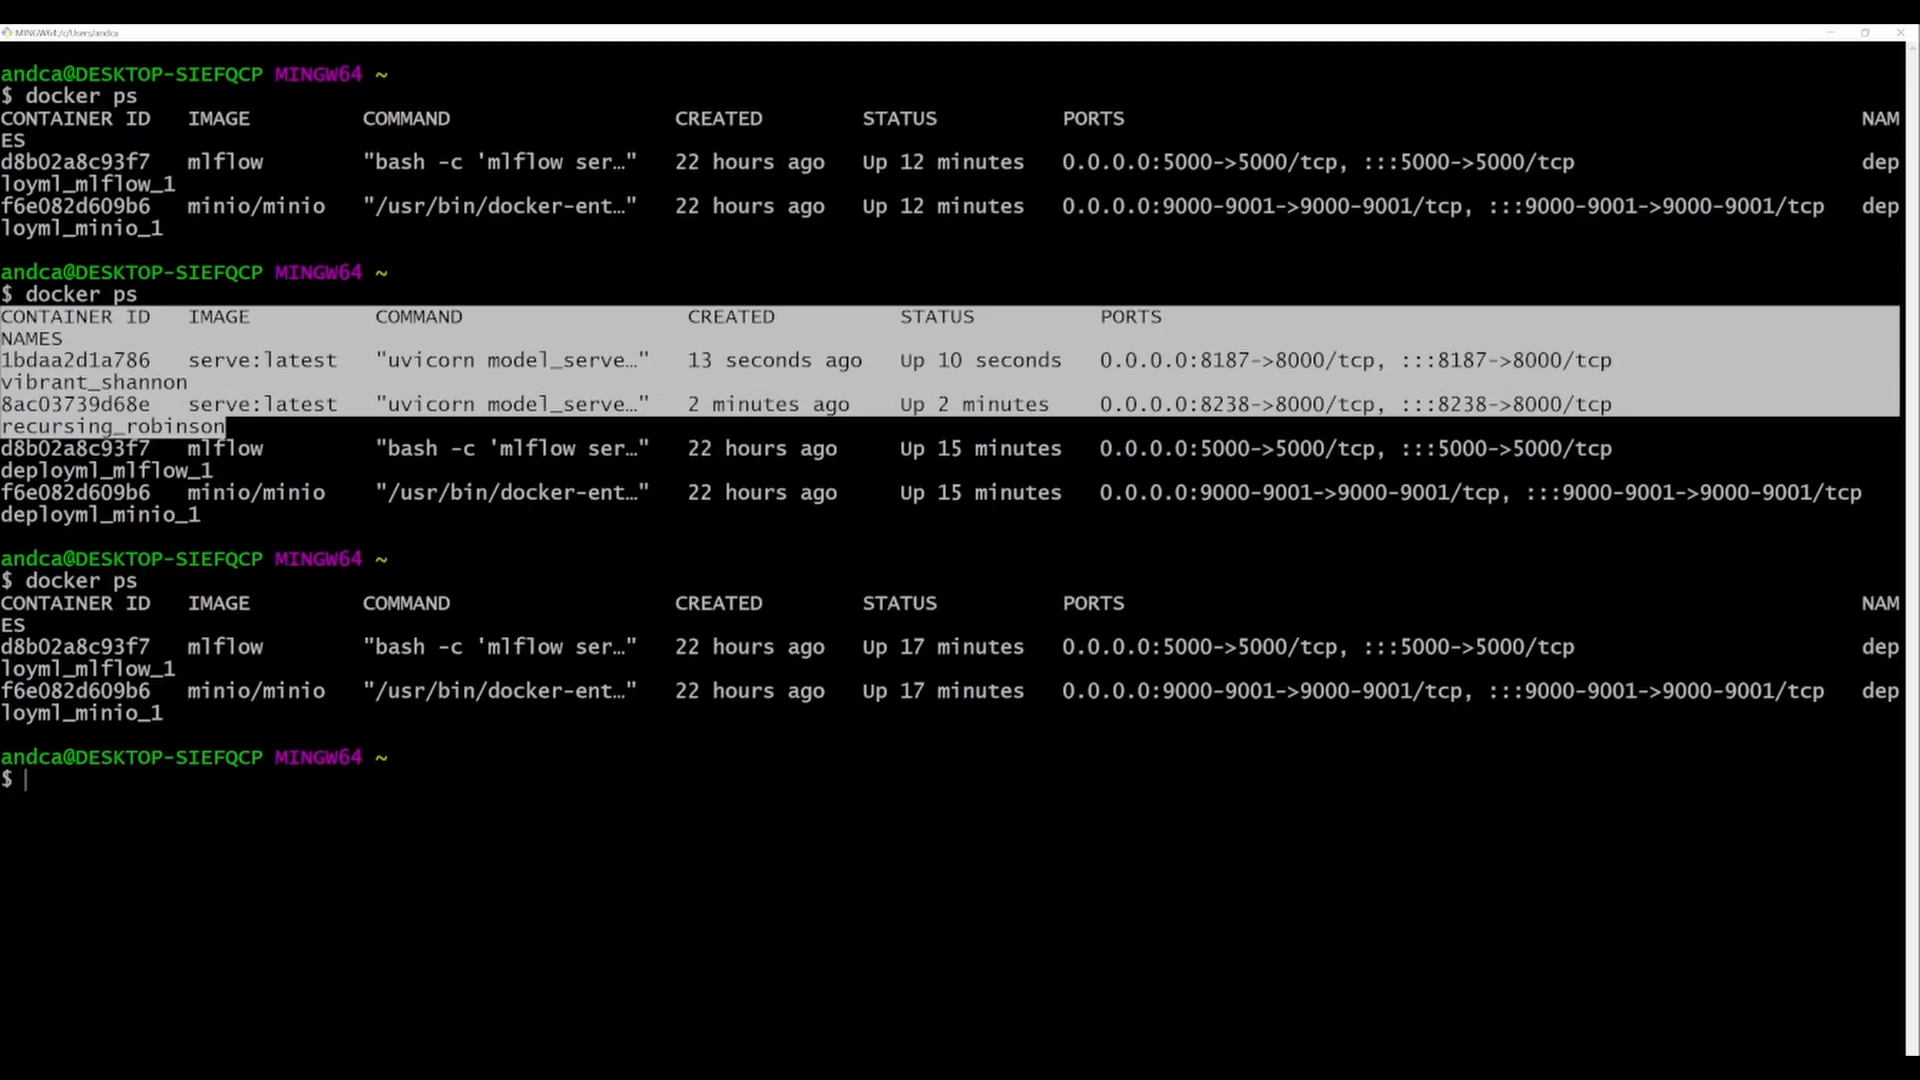 MINGW64:/c/Users/andca
andca@DESKTOP-SIEFQCP MINGW64 ~
$ docker ps
CONTAINER ID   IMAGE         COMMAND                  CREATED        STATUS          PORTS                                                           NAM
ES
d8b02a8c93f7   mlflow        "bash -c 'mlflow ser…"   22 hours ago   Up 12 minutes   0.0.0.0:5000->5000/tcp, :::5000->5000/tcp                       dep
loyml_mlflow_1
f6e082d609b6   minio/minio   "/usr/bin/docker-ent…"   22 hours ago   Up 12 minutes   0.0.0.0:9000-9001->9000-9001/tcp, :::9000-9001->9000-9001/tcp   dep
loyml_minio_1
andca@DESKTOP-SIEFQCP MINGW64 ~
$ docker ps
CONTAINER ID   IMAGE          COMMAND                  CREATED          STATUS          PORTS
NAMES
1bdaa2d1a786   serve:latest   "uvicorn model_serve…"   13 seconds ago   Up 10 seconds   0.0.0.0:8187->8000/tcp, :::8187->8000/tcp
vibrant_shannon
8ac03739d68e   serve:latest   "uvicorn model_serve…"   2 minutes ago    Up 2 minutes    0.0.0.0:8238->8000/tcp, :::8238->8000/tcp
recursing_robinson
d8b02a8c93f7   mlflow         "bash -c 'mlflow ser…"   22 hours ago     Up 15 minutes   0.0.0.0:5000->5000/tcp, :::5000->5000/tcp
deployml_mlflow_1
f6e082d609b6   minio/minio    "/usr/bin/docker-ent…"   22 hours ago     Up 15 minutes   0.0.0.0:9000-9001->9000-9001/tcp, :::9000-9001->9000-9001/tcp
deployml_minio_1
andca@DESKTOP-SIEFQCP MINGW64 ~
$ docker ps
CONTAINER ID   IMAGE         COMMAND                  CREATED        STATUS          PORTS                                                           NAM
ES
d8b02a8c93f7   mlflow        "bash -c 'mlflow ser…"   22 hours ago   Up 17 minutes   0.0.0.0:5000->5000/tcp, :::5000->5000/tcp                       dep
loyml_mlflow_1
f6e082d609b6   minio/minio   "/usr/bin/docker-ent…"   22 hours ago   Up 17 minutes   0.0.0.0:9000-9001->9000-9001/tcp, :::9000-9001->9000-9001/tcp   dep
loyml_minio_1
andca@DESKTOP-SIEFQCP MINGW64 ~
$